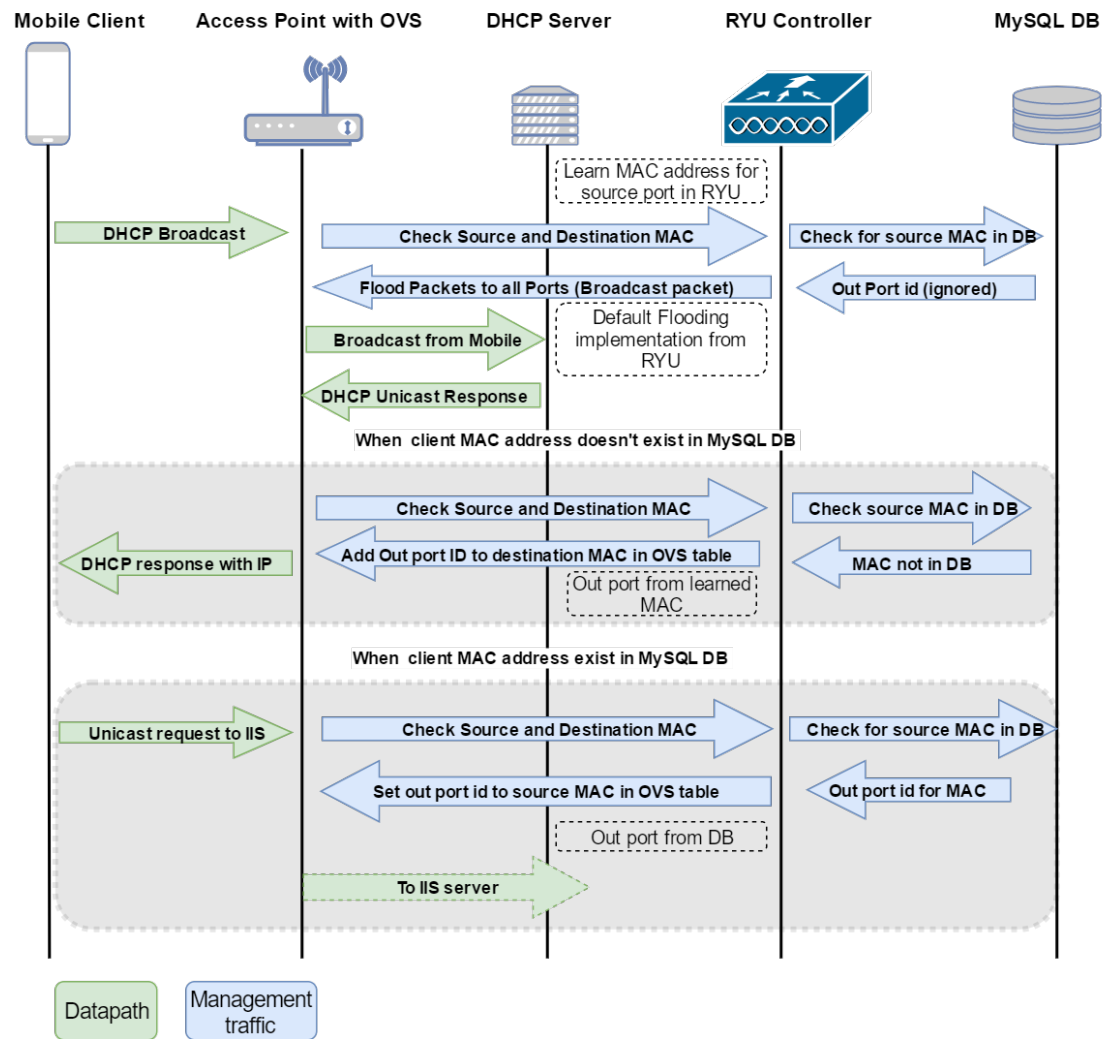 Mobile Client
Access Point with OVS
DHCP Server
RYU Controller
MySQL DB
Learn MAC address for
source port in RYU
DHCP Broadcast
Check Source and Destination MAC
Check for source MAC in DB
Flood Packets to all Ports (Broadcast packet)
Out Port id (ignored)
Broadcast from Mobile
Default Flooding
implementation from
RYU
DHCP Unicast Response
When client MAC address doesn't exist in MySQL DB
Check Source and Destination MAC
Check source MAC in DB
DHCP response with IP
Add Out port ID to destination MAC in OVS table
MAC not in DB
Out port from learned
MAC
When client MAC address exist in MySQL DB
Unicast request to IIS
Check Source and Destination MAC
Check for source MAC in DB
Set out port id to source MAC in OVS table
Out port id for MAC
Out port from DB
To IIS server
Datapath
Management
traffic